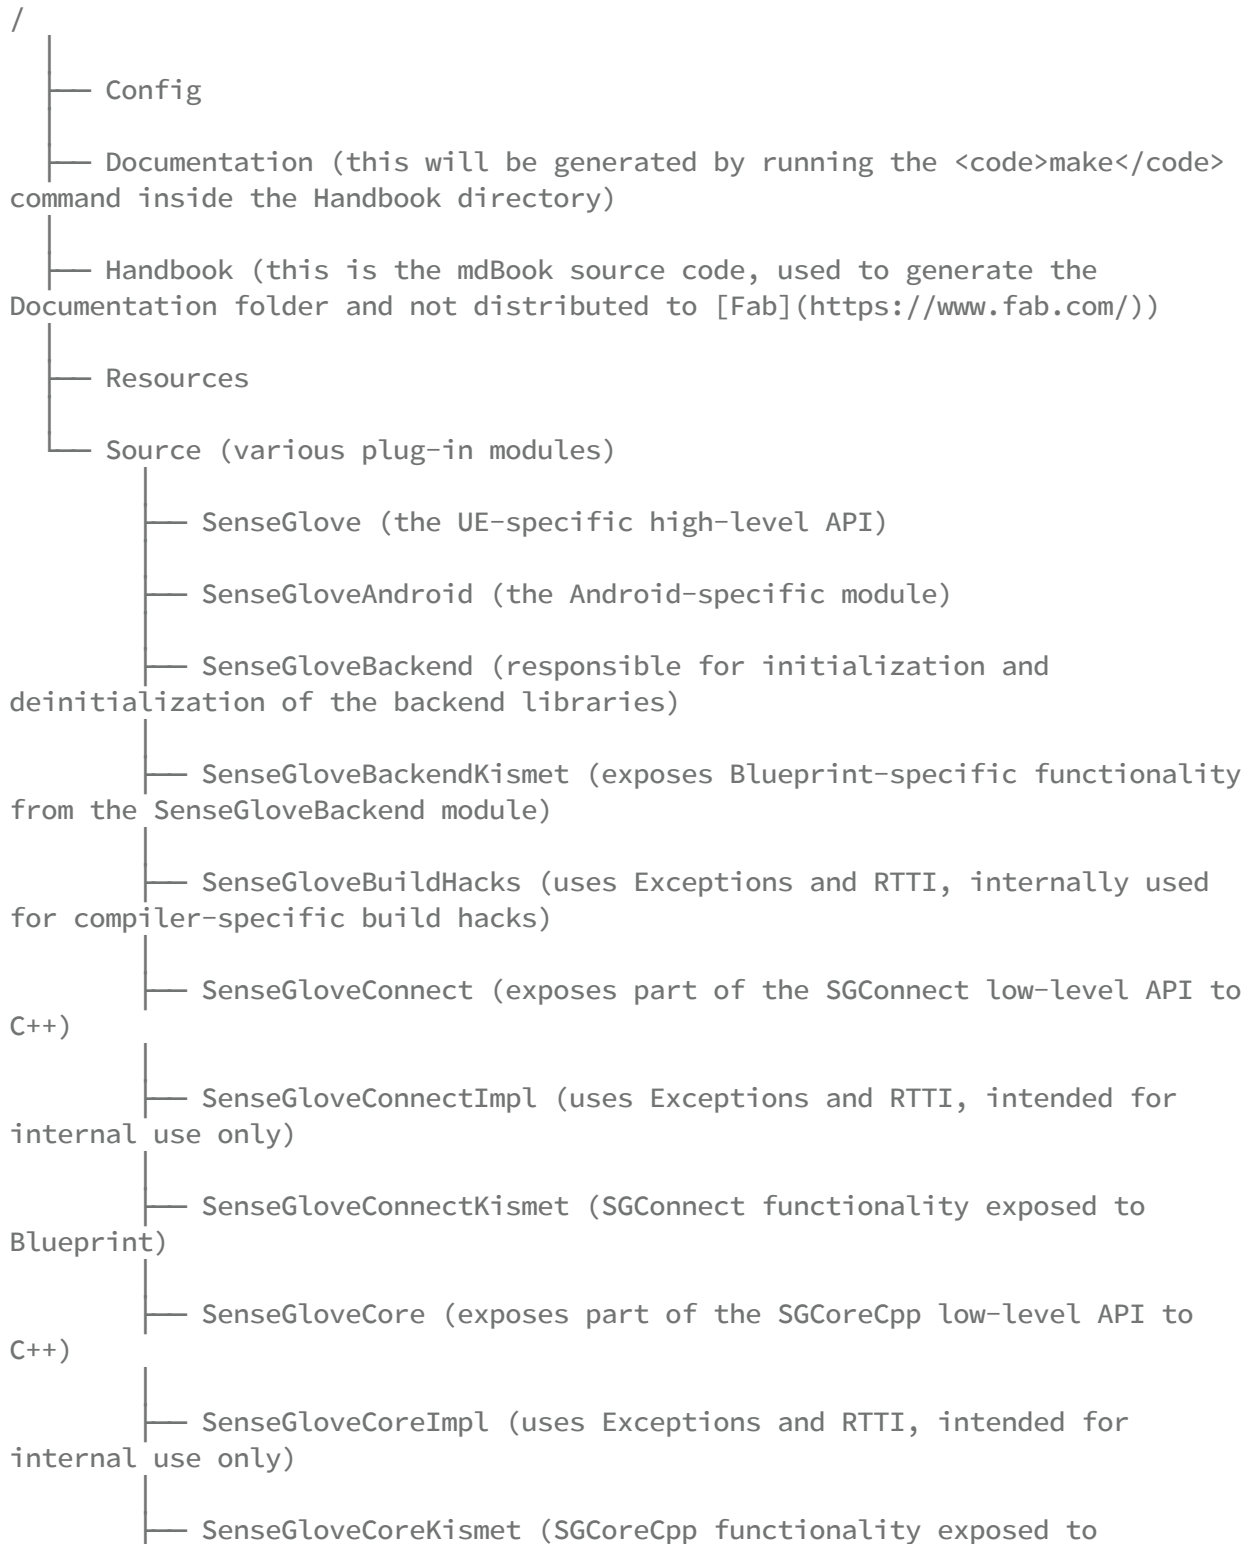 /
├── Config
├── Documentation (this will be generated by running the <code>make</code>
command inside the Handbook directory)
├── Handbook (this is the mdBook source code, used to generate the
Documentation folder and not distributed to [Fab](https://www.fab.com/))
├── Resources
└── Source (various plug-in modules)
├── SenseGlove (the UE-specific high-level API)
├── SenseGloveAndroid (the Android-specific module)
├── SenseGloveBackend (responsible for initialization and
deinitialization of the backend libraries)
├── SenseGloveBackendKismet (exposes Blueprint-specific functionality
from the SenseGloveBackend module)
├── SenseGloveBuildHacks (uses Exceptions and RTTI, internally used
for compiler-specific build hacks)
├── SenseGloveConnect (exposes part of the SGConnect low-level API to
C++)
├── SenseGloveConnectImpl (uses Exceptions and RTTI, intended for
internal use only)
├── SenseGloveConnectKismet (SGConnect functionality exposed to
Blueprint)
├── SenseGloveCore (exposes part of the SGCoreCpp low-level API to
C++)
├── SenseGloveCoreImpl (uses Exceptions and RTTI, intended for
internal use only)
├── SenseGloveCoreKismet (SGCoreCpp functionality exposed to